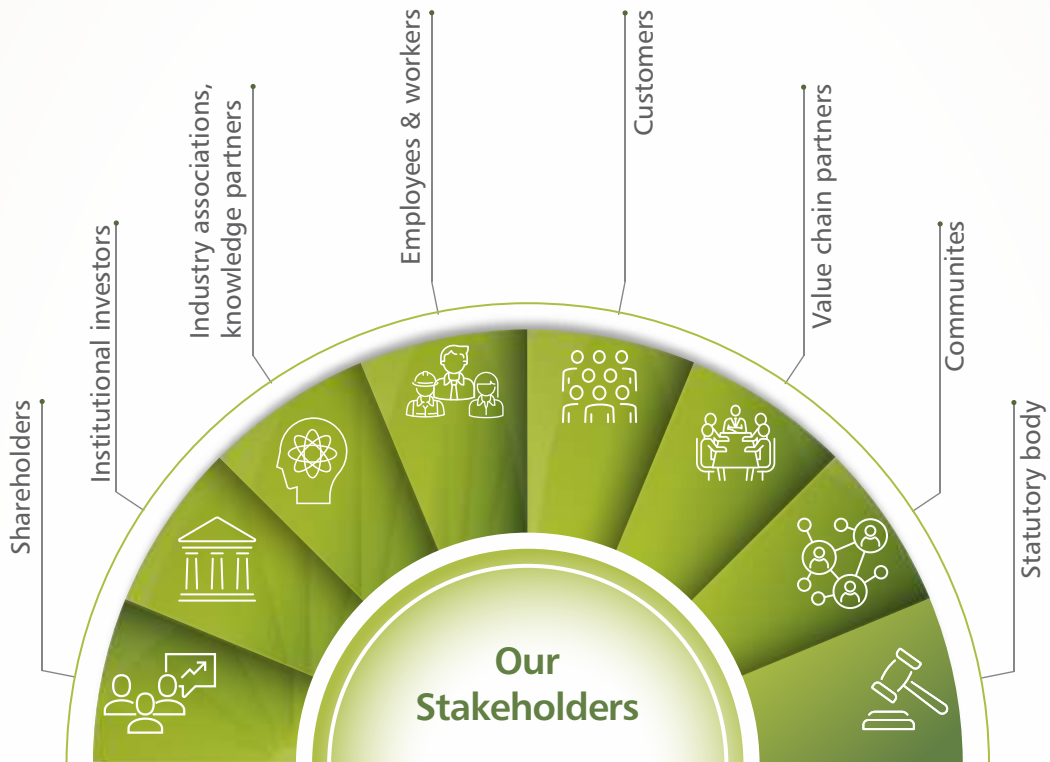 Shareholders
Institutional investors
Industry associations,
knowledge partners
Employees & workers
Customers
Value chain partners
Communites
Statutory body
Our
Stakeholders